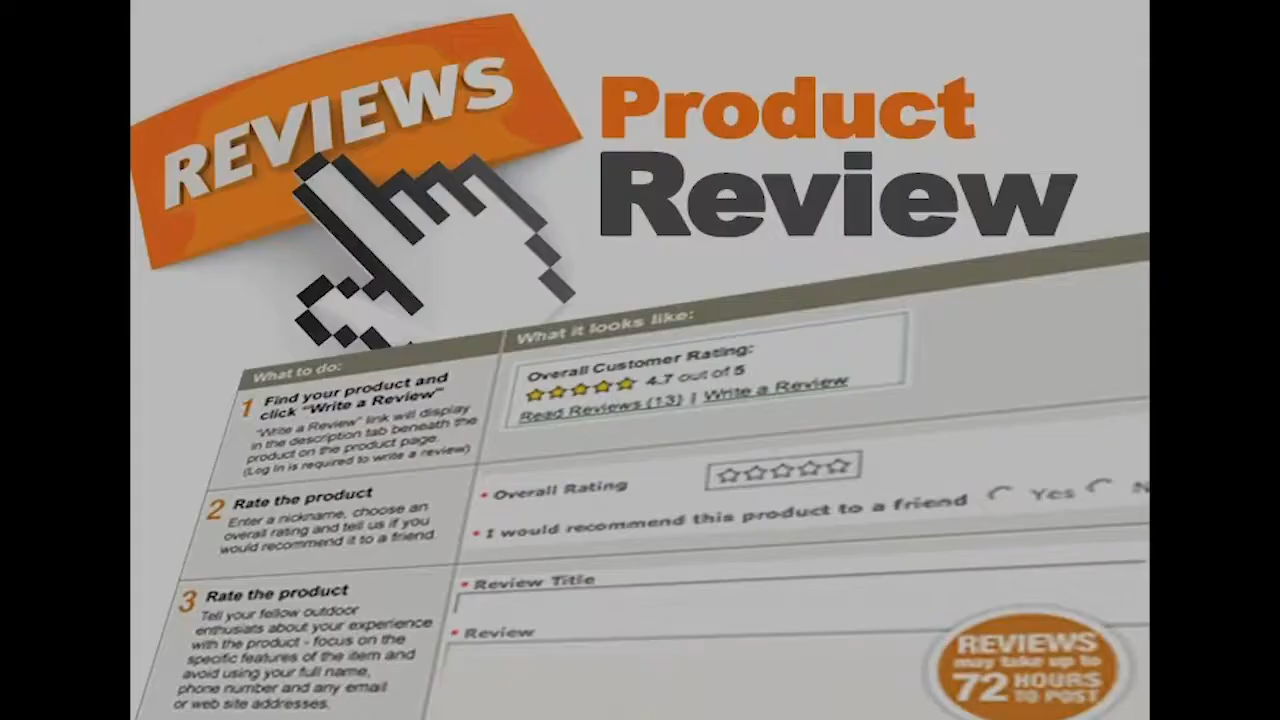 REVIEWS
Product
Review
What to do:
What it looks like:
1 Find your product and
click "Write a Review"
"Write a Review" link will display
in the description tab beneath the
product on the product page.
(Log In is required to write a review)
Overall Customer Rating:
4.7 out of 5
Read Reviews (13) | Write a Review
2 Rate the product
Enter a nickname, choose an
overall rating and tell us if you
would recommend it to a friend.
* Overall Rating
* I would recommend this product to a friend Yes N
3 Rate the product
Tell your fellow outdoor
enthusiats about your experience
with the product - focus on the
specific features of the item and
avoid using your full name,
phone number and any email
or web site addresses.
* Review Title
* Review
REVIEWS
may take up to
72 HOURS
TO POST